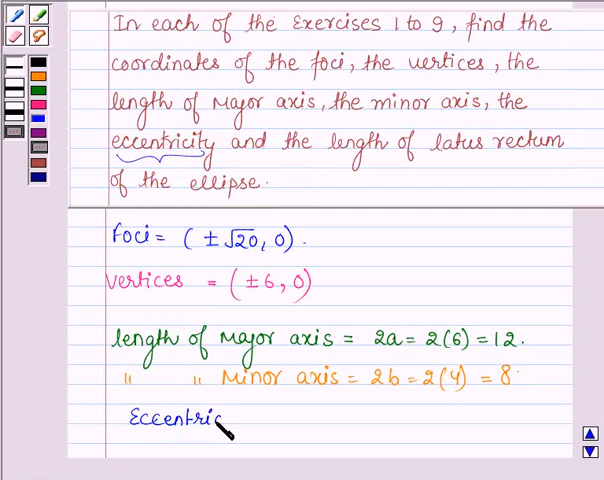 In each of the Exercises 1 to 9, find the
coordinates of the foci, the vertices, the
length of Major axis, the minor axis, the
eccentricity and the length of latus rectum
of the ellipse.
foci = (±√20, 0).
Vertices = (±6, 0)
length of Major axis = 2a = 2(6) = 12.
" " Minor axis = 2b = 2(4) = 8.
Eccentric